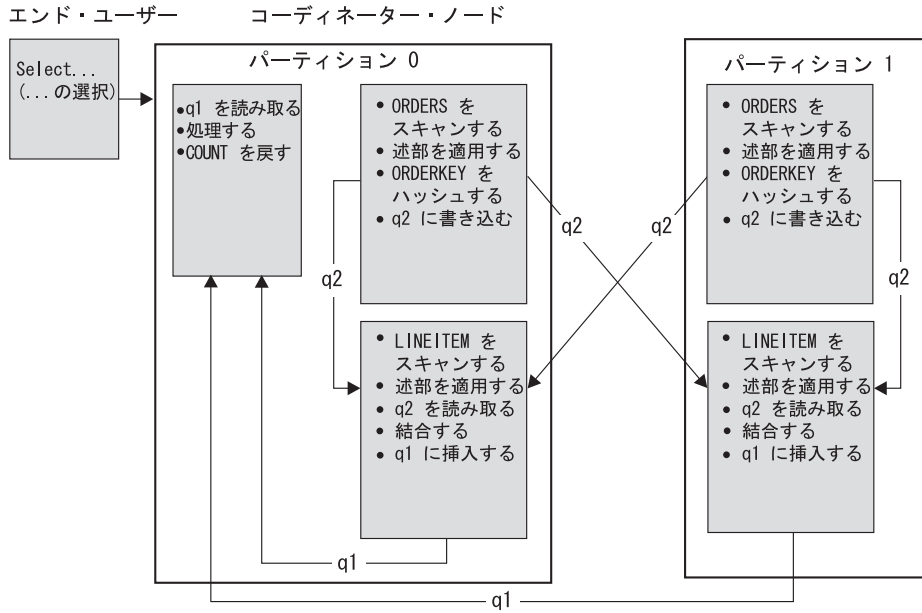 エンド・ユーザー
コーディネーター・ノード
Select...
(...の選択)
パーティション 0
•q1 を読み取る
•処理する
•COUNT を戻す
• ORDERS を
スキャンする
• 述部を適用する
• ORDERKEY を
ハッシュする
• q2 に書き込む
パーティション 1
• ORDERS を
スキャンする
• 述部を適用する
• ORDERKEY を
ハッシュする
• q2 に書き込む
q2
q2
q2
q2
• LINEITEM を
スキャンする
• 述部を適用する
• q2 を読み取る
• 結合する
• q1 に挿入する
• LINEITEM を
スキャンする
• 述部を適用する
• q2 を読み取る
• 結合する
• q1 に挿入する
q1
q1